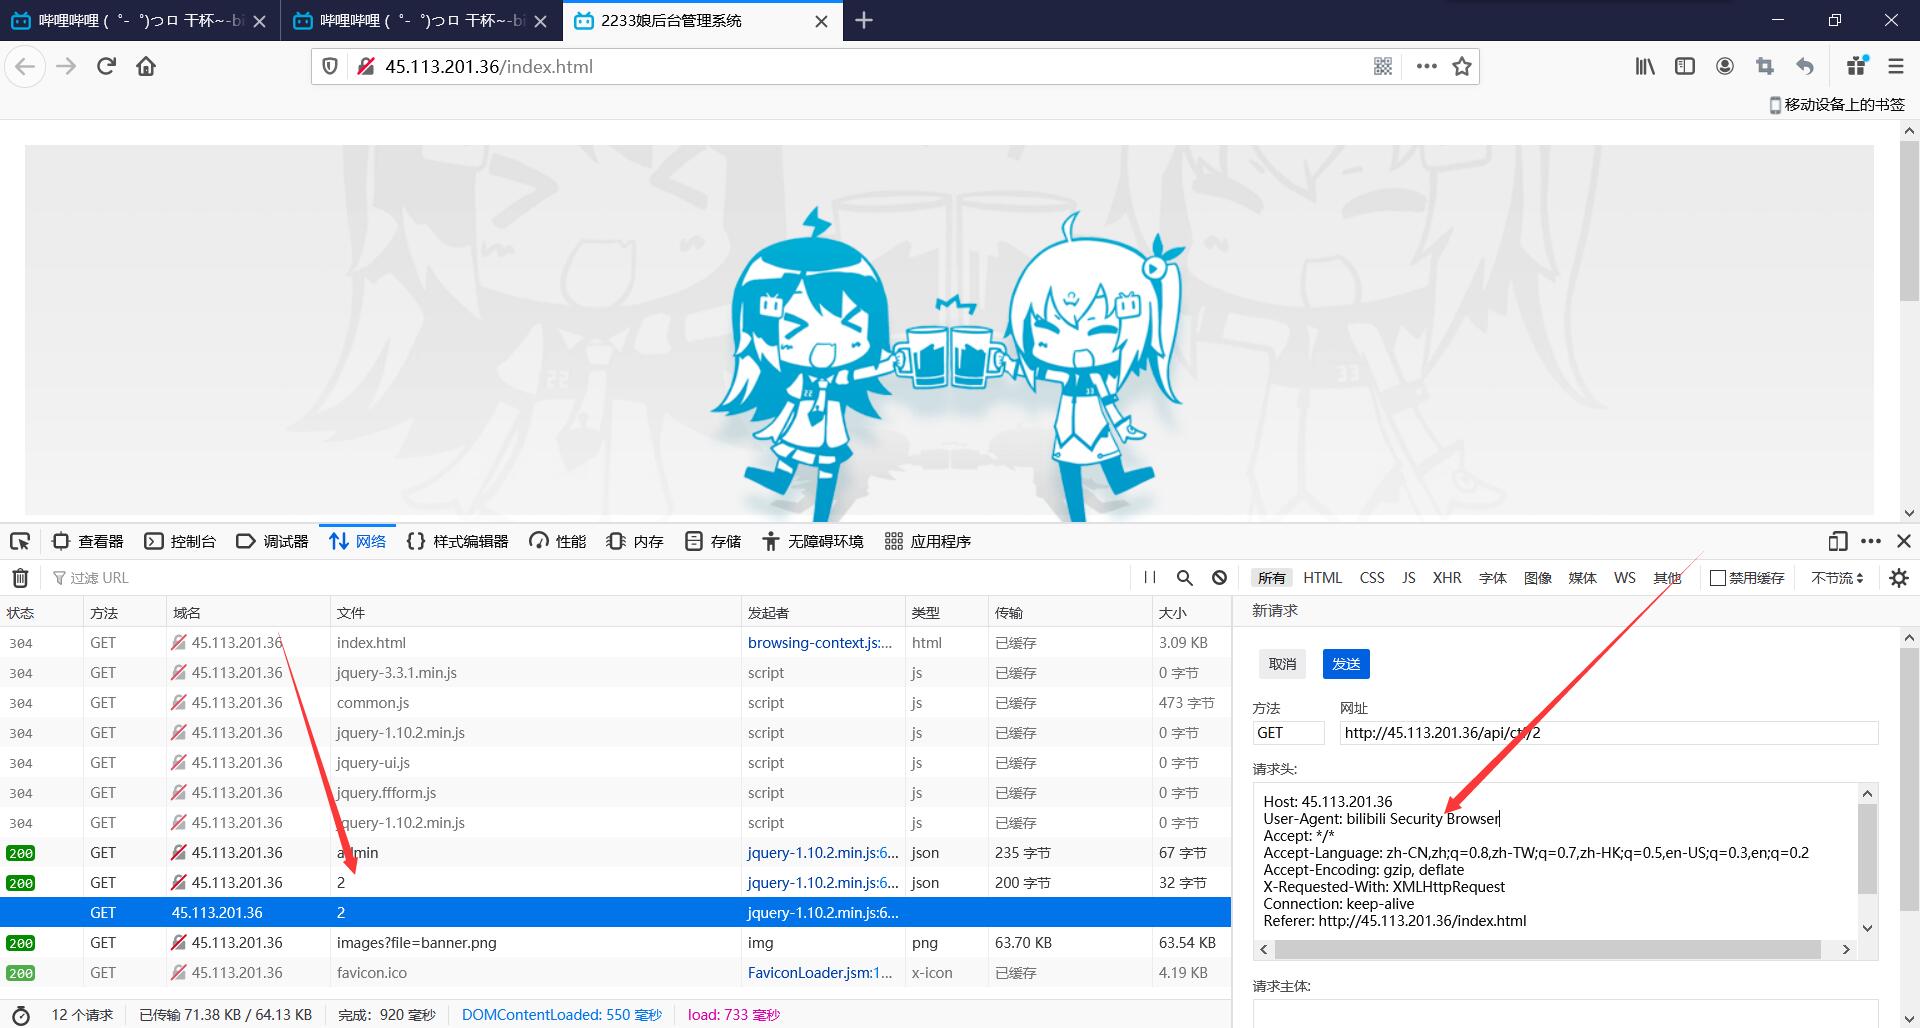 哔哩哔哩 ( ゜- ゜)つロ 干杯~-bi
哔哩哔哩 ( ゜- ゜)つロ 干杯~-bi
2233娘后台管理系统
45.113.201.36/index.html
移动设备上的书签
22
33
查看器 控制台 调试器 网络 样式编辑器 性能 内存 存储 无障碍环境 应用程序
过滤 URL
所有 HTML CSS JS XHR 字体 图像 媒体 WS 其他 禁用缓存 不节流
状态 方法 域名 文件 发起者 类型 传输 大小
304 GET 45.113.201.36 index.html browsing-context.js:... html 已缓存 3.09 KB
304 GET 45.113.201.36 jquery-3.3.1.min.js script js 已缓存 0 字节
304 GET 45.113.201.36 common.js script js 已缓存 473 字节
304 GET 45.113.201.36 jquery-1.10.2.min.js script js 已缓存 0 字节
304 GET 45.113.201.36 jquery-ui.js script js 已缓存 0 字节
304 GET 45.113.201.36 jquery.ffform.js script js 已缓存 0 字节
304 GET 45.113.201.36 jquery-1.10.2.min.js script js 已缓存 0 字节
200 GET 45.113.201.36 admin jquery-1.10.2.min.js:6... json 235 字节 67 字节
200 GET 45.113.201.36 2 jquery-1.10.2.min.js:6... json 200 字节 32 字节
GET 45.113.201.36 2 jquery-1.10.2.min.js:6...
200 GET 45.113.201.36 images?file=banner.png img png 63.70 KB 63.54 KB
200 GET 45.113.201.36 favicon.ico FaviconLoader.jsm:1... x-icon 已缓存 4.19 KB
12 个请求 已传输 71.38 KB / 64.13 KB 完成：920 毫秒 DOMContentLoaded: 550 毫秒 load: 733 毫秒
新请求
取消 发送
方法 网址
GET http://45.113.201.36/api/ctf/2
请求头:
Host: 45.113.201.36
User-Agent: bilibili Security Browser
Accept: */*
Accept-Language: zh-CN,zh;q=0.8,zh-TW;q=0.7,zh-HK;q=0.5,en-US;q=0.3,en;q=0.2
Accept-Encoding: gzip, deflate
X-Requested-With: XMLHttpRequest
Connection: keep-alive
Referer: http://45.113.201.36/index.html
请求主体: